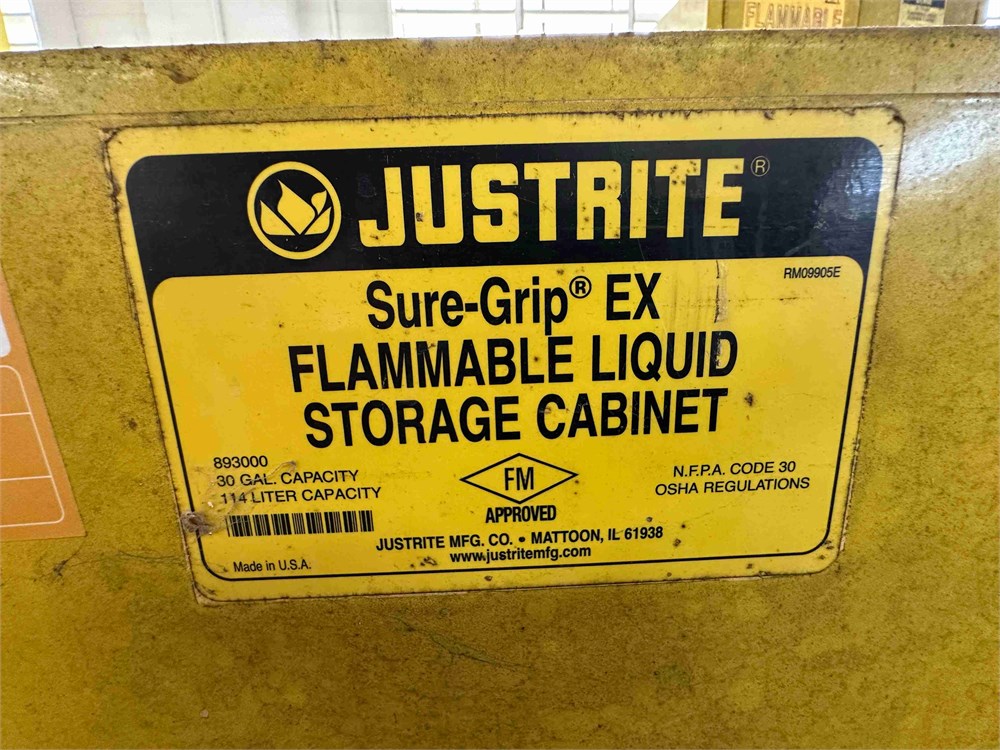 FLAMMABLE
JUSTRITE®
RM09905E
Sure-Grip® EX
FLAMMABLE LIQUID
STORAGE CABINET
893000
30 GAL. CAPACITY
114 LITER CAPACITY
FM
APPROVED
N.F.P.A. CODE 30
OSHA REGULATIONS
JUSTRITE MFG. CO. • MATTOON, IL 61938
www.justritemfg.com
Made in U.S.A.